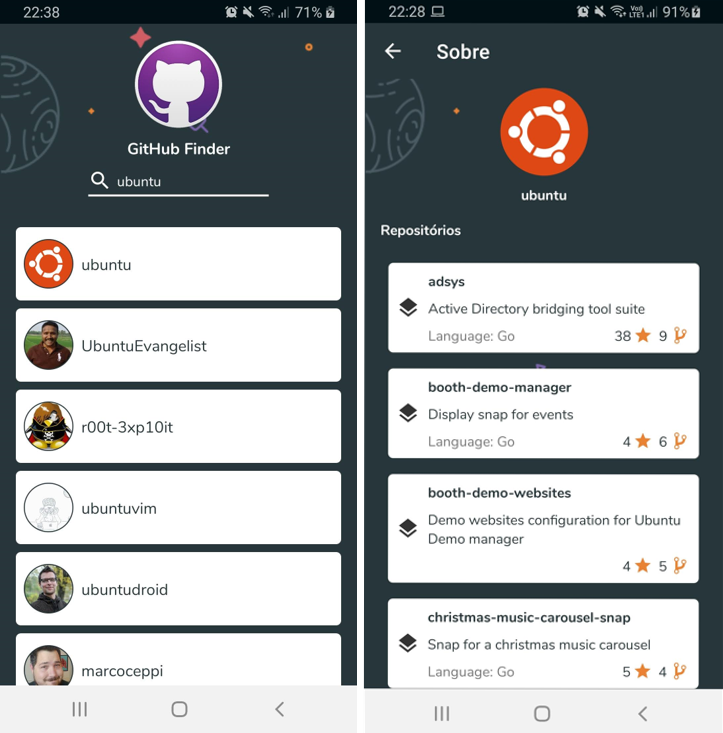 22:38
71%
GitHub Finder
ubuntu
ubuntu
UbuntuEvangelist
r00t-3xp10it
ubuntuvim
ubuntudroid
marcoceppi
22:28
Vo))
LTE1
91%
Sobre
ubuntu
Repositórios
adsys
Active Directory bridging tool suite
Language: Go
38 9
booth-demo-manager
Display snap for events
Language: Go
4 6
booth-demo-websites
Demo websites configuration for Ubuntu
Demo manager
4 5
christmas-music-carousel-snap
Snap for a christmas music carousel
Language: Go
5 4